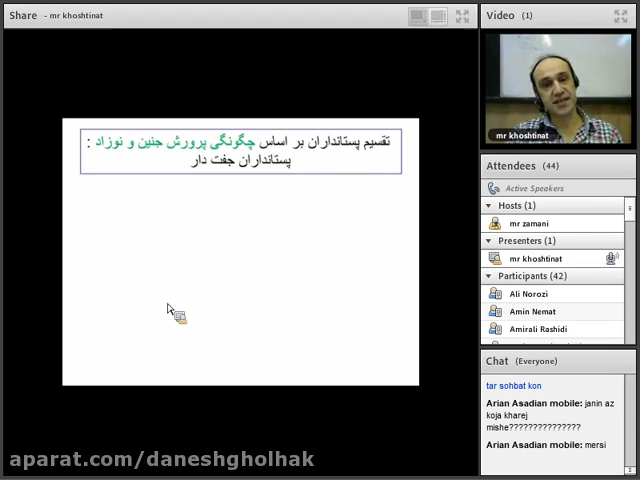 Share - mr khoshtinat
تقسیم پستانداران بر اساس چگونگی پرورش جنین و نوزاد :
پستانداران جفت دار
Video (1)
mr khoshtinat
Attendees (44)
Active Speakers
Hosts (1)
mr zamani
Presenters (1)
mr khoshtinat
Participants (42)
Ali Norozi
Amin Nemat
Amirali Rashidi
Chat (Everyone)
tar sohbat kon
Arian Asadian mobile: janin az
koja kharej
mishe???????????????
Arian Asadian mobile: mersi
aparat.com/daneshgholhak